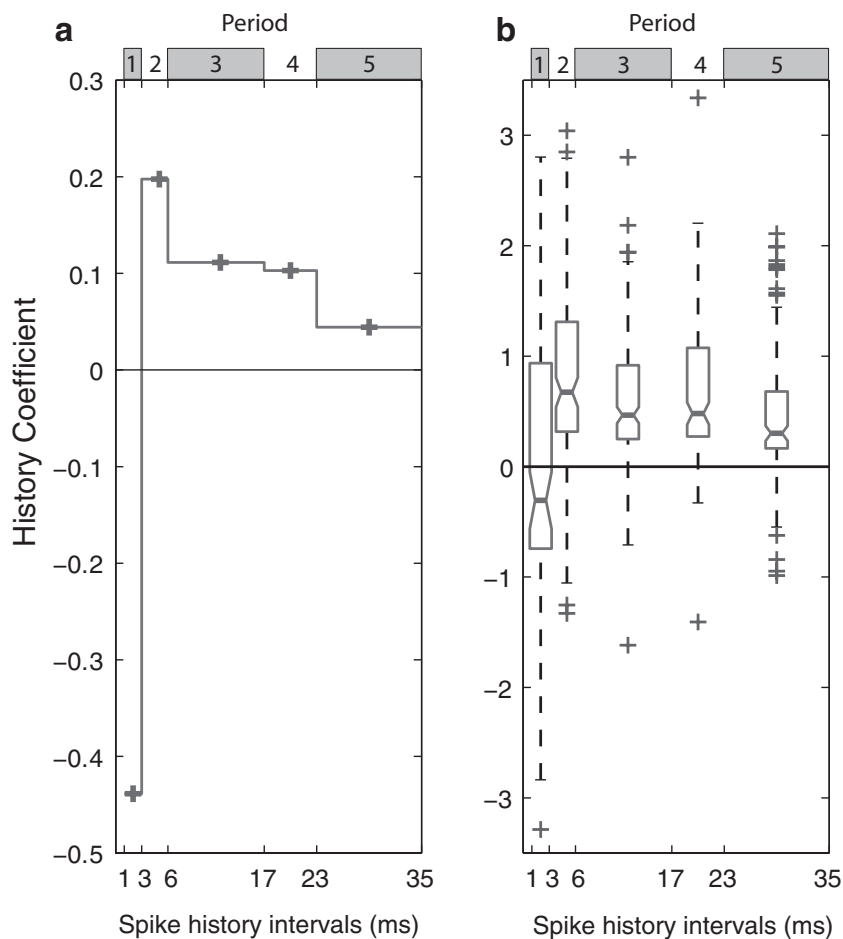 a
Period
1 2 3 4 5
0.3
0.2
0.1
0
−0.1
−0.2
−0.3
−0.4
−0.5
History Coefficient
1 3 6 17 23 35
Spike history intervals (ms)
b
Period
1 2 3 4 5
3
2
1
0
−1
−2
−3
1 3 6 17 23 35
Spike history intervals (ms)